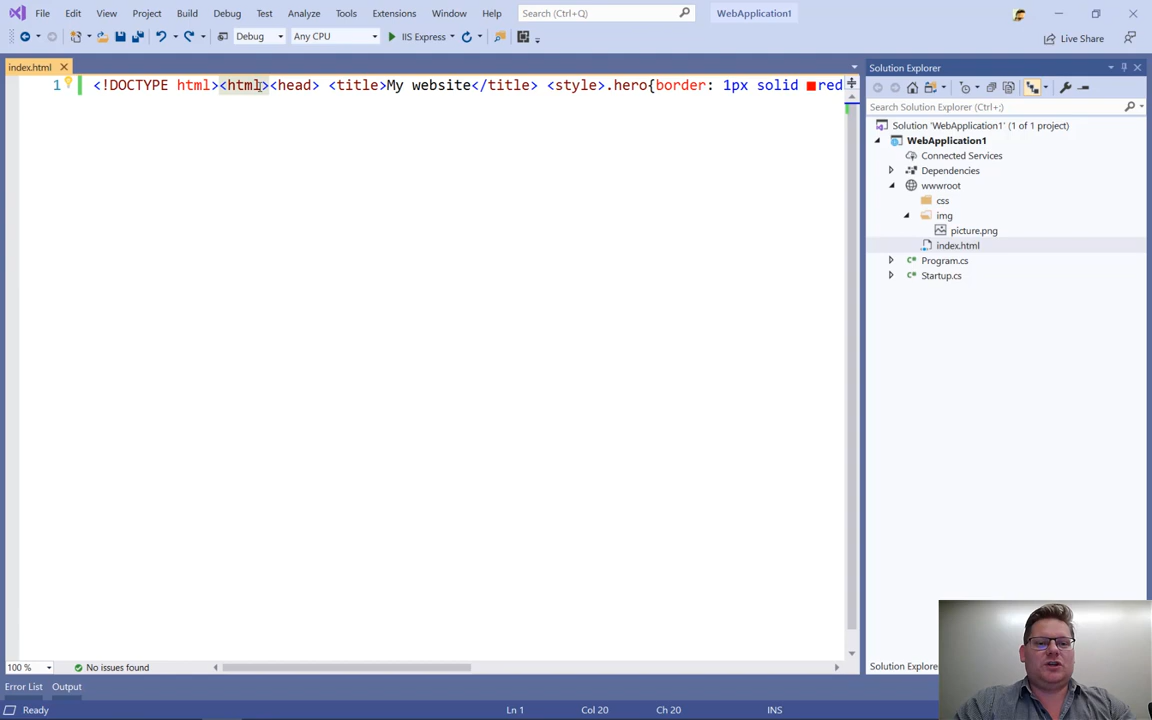 File Edit View Project Build Debug Test Analyze Tools Extensions Window Help Search (Ctrl+Q) WebApplication1
Debug Any CPU IIS Express Live Share
index.html
1 <!DOCTYPE html><html><head> <title>My website</title> <style>.hero{border: 1px solid red
Solution Explorer
Search Solution Explorer (Ctrl+;)
Solution 'WebApplication1' (1 of 1 project)
WebApplication1
Connected Services
Dependencies
wwwroot
css
img
picture.png
index.html
Program.cs
Startup.cs
100 % No issues found
Solution Explore
Error List Output
Ready Ln 1 Col 20 Ch 20 INS